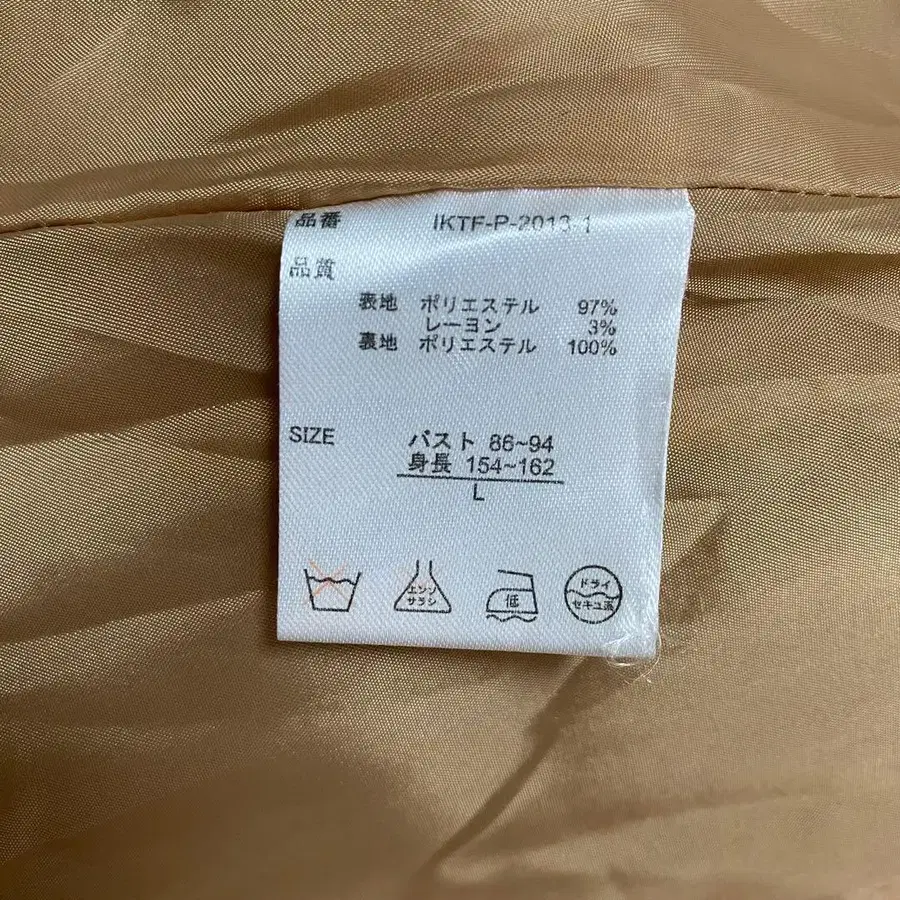 品番 IKTF-P-2013-1
品質
表地 ポリエステル 97%
レーヨン 3%
裏地 ポリエステル 100%
SIZE バスト 86~94
身長 154~162
L
エンソ
サラシ
低
ドライ
セキユ系